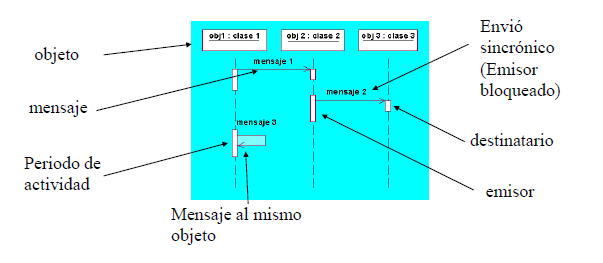 obj1 : clase 1
obj 2 : clase 2
obj 3 : clase 3
objeto
Envió
sincrónico
(Emisor
bloqueado)
mensaje 1
mensaje 2
mensaje
mensaje 3
destinatario
Periodo de
actividad
emisor
Mensaje al mismo
objeto